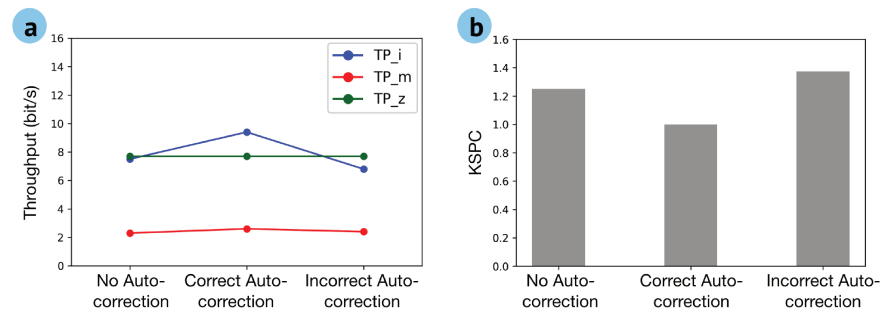 a
Throughput (bit/s)
16
14
12
10
8
6
4
2
0
TP_i
TP_m
TP_z
No Auto-
correction
Correct Auto-
correction
Incorrect Auto-
correction
b
KSPC
1.6
1.4
1.2
1.0
0.8
0.6
0.4
0.2
0.0
No Auto-
correction
Correct Auto-
correction
Incorrect Auto-
correction